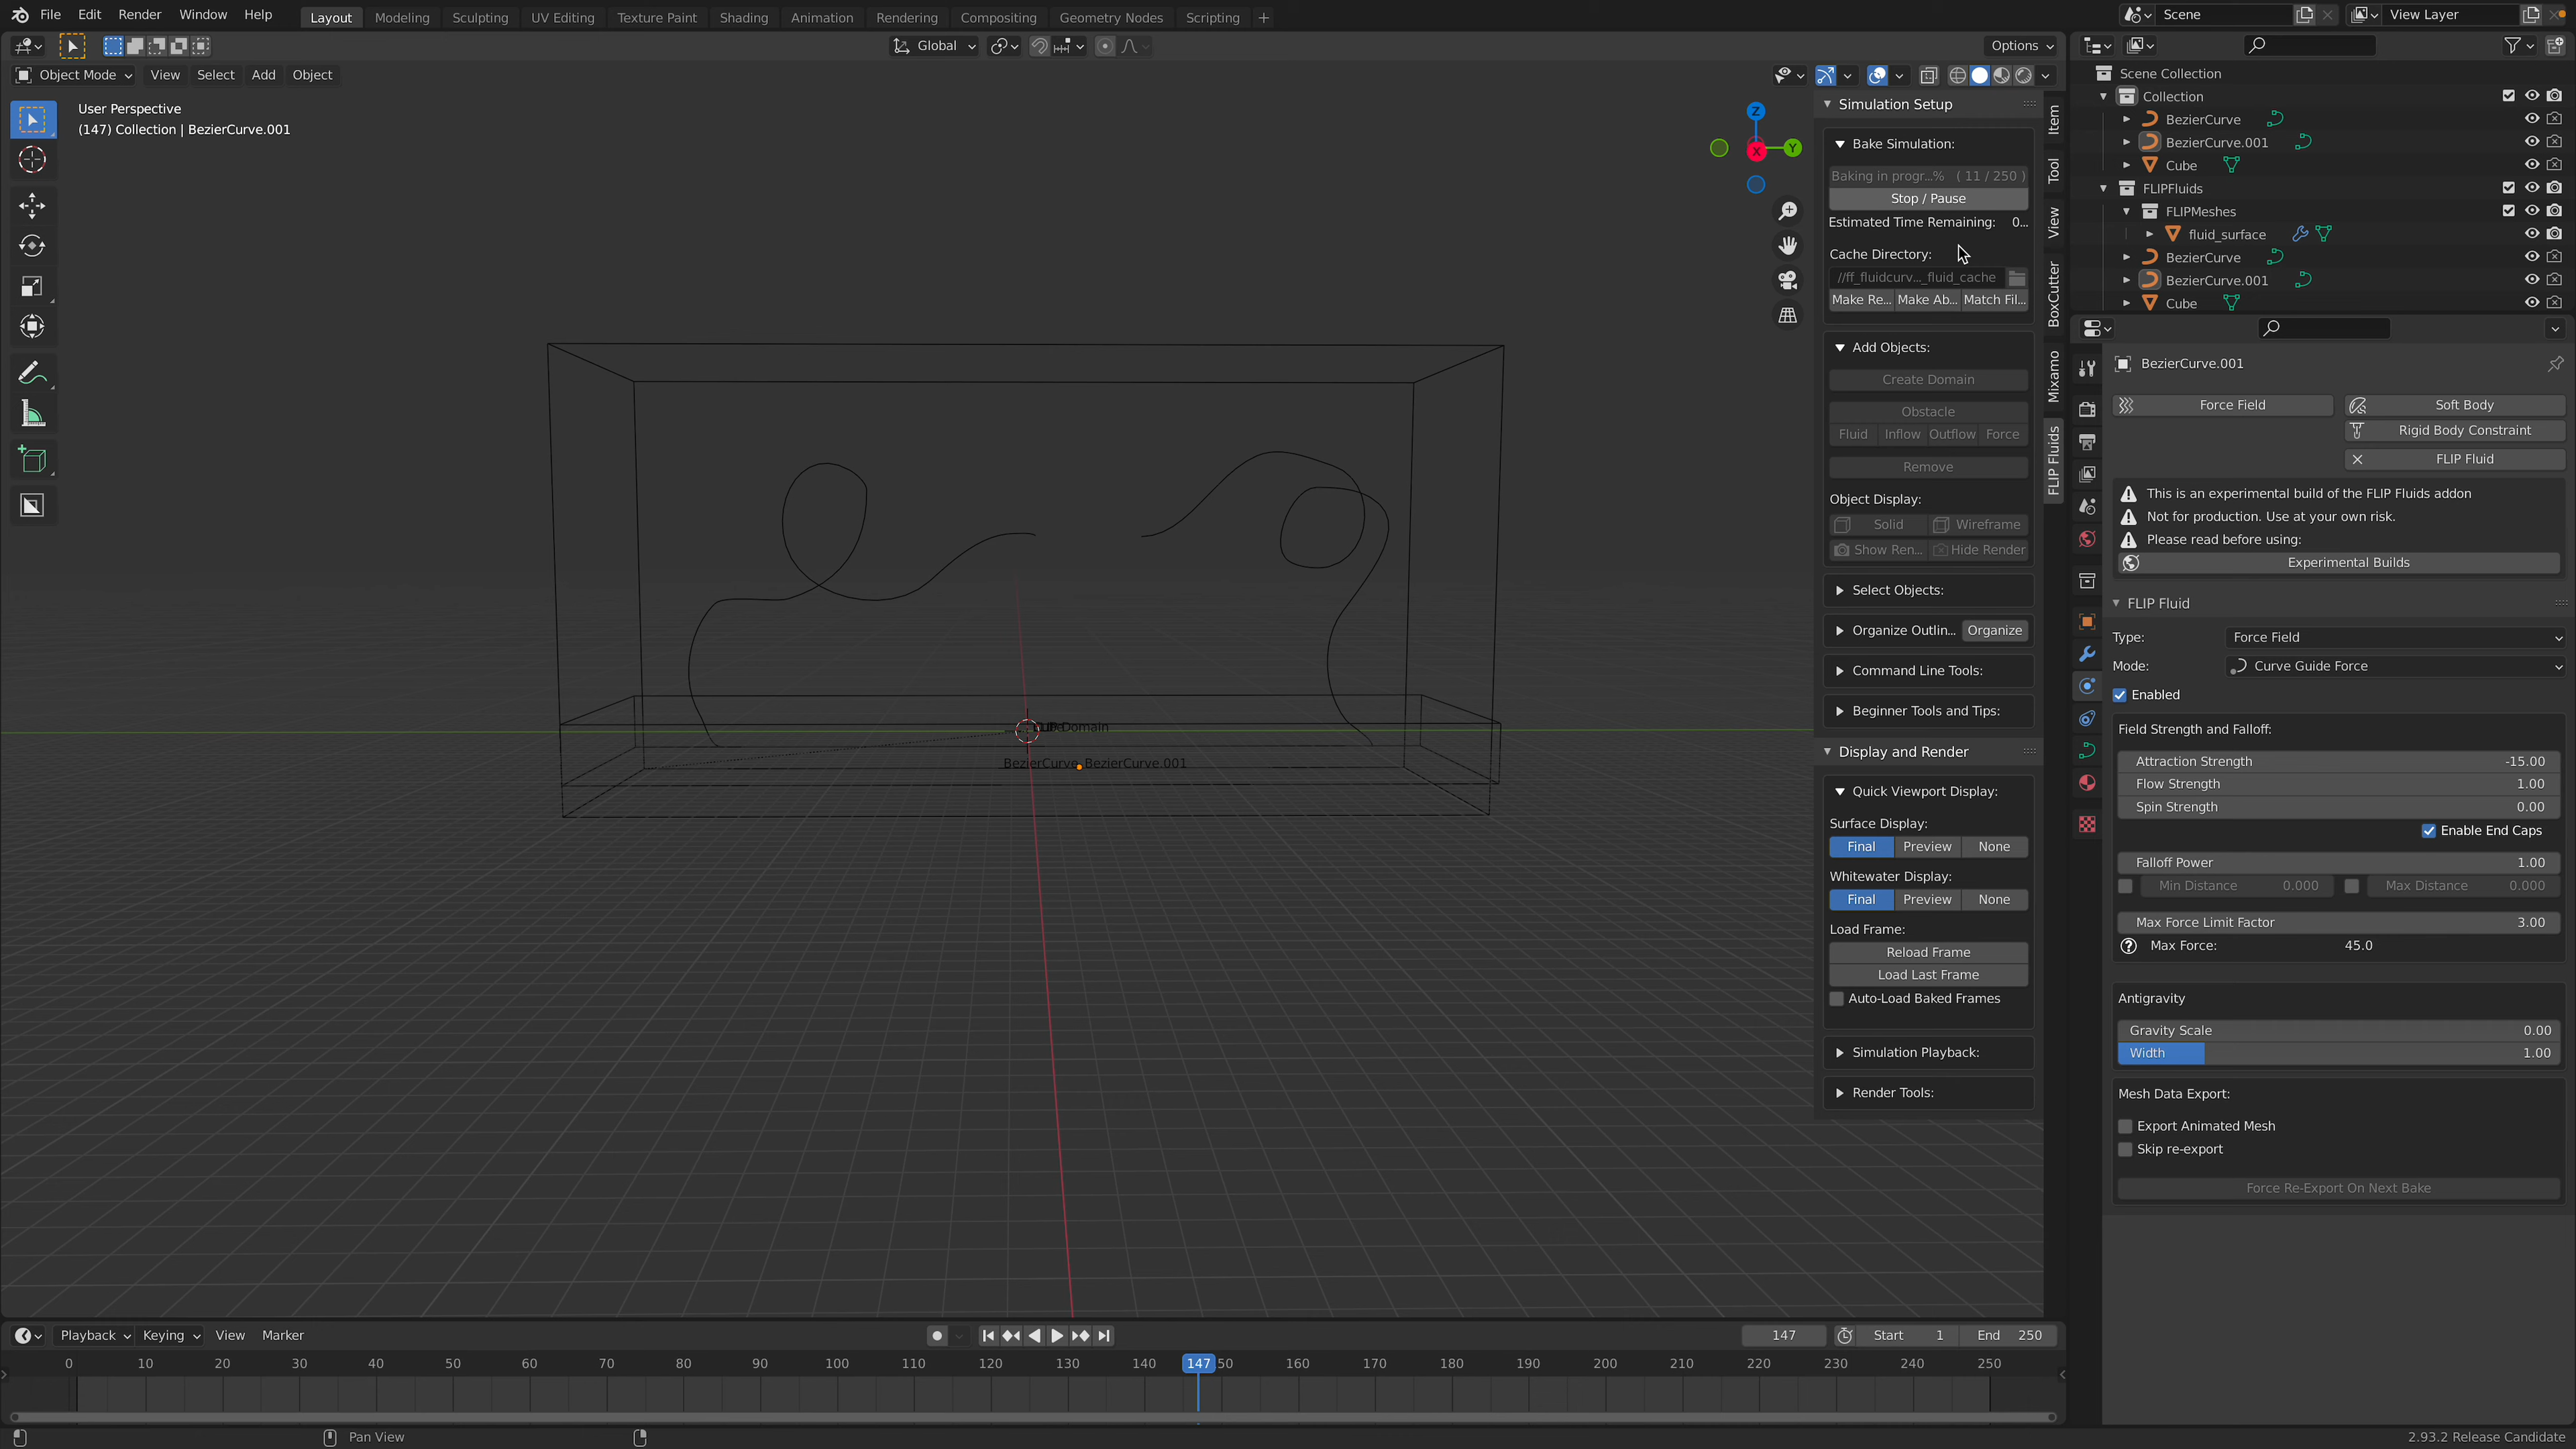 File Edit Render Window Help Layout Modeling Sculpting UV Editing Texture Paint Shading Animation Rendering Compositing Geometry Nodes Scripting + Scene View Layer
Global Options
Object Mode View Select Add Object
User Perspective
(147) Collection | BezierCurve.001
Z
X
Y
BezierCurve
BezierCurve.001
Simulation Setup
Bake Simulation:
Baking in progr...% ( 11 / 250 )
Stop / Pause
Estimated Time Remaining: 0...
Cache Directory:
//ff_fluidcurv..._fluid_cache
Make Re... Make Ab... Match Fil...
Add Objects:
Create Domain
Obstacle
Fluid Inflow Outflow Force
Remove
Object Display:
Solid Wireframe
Show Ren... Hide Render
Select Objects:
Organize Outlin... Organize
Command Line Tools:
Beginner Tools and Tips:
Display and Render
Quick Viewport Display:
Surface Display:
Final Preview None
Whitewater Display:
Final Preview None
Load Frame:
Reload Frame
Load Last Frame
Auto-Load Baked Frames
Simulation Playback:
Render Tools:
Item
Tool
View
BoxCutter
Mixamo
FLIP Fluids
Scene Collection
Collection
BezierCurve
BezierCurve.001
Cube
FLIPFluids
FLIPMeshes
fluid_surface
BezierCurve
BezierCurve.001
Cube
BezierCurve.001
Force Field Soft Body
Rigid Body Constraint
FLIP Fluid
This is an experimental build of the FLIP Fluids addon
Not for production. Use at your own risk.
Please read before using:
Experimental Builds
FLIP Fluid
Type: Force Field
Mode: Curve Guide Force
Enabled
Field Strength and Falloff:
Attraction Strength -15.00
Flow Strength 1.00
Spin Strength 0.00
Enable End Caps
Falloff Power 1.00
Min Distance 0.000 Max Distance 0.000
Max Force Limit Factor 3.00
Max Force: 45.0
Antigravity
Gravity Scale 0.00
Width 1.00
Mesh Data Export:
Export Animated Mesh
Skip re-export
Force Re-Export On Next Bake
Playback Keying View Marker 147 Start 1 End 250
0 10 20 30 40 50 60 70 80 90 100 110 120 130 140 147 50 160 170 180 190 200 210 220 230 240 250
Pan View 2.93.2 Release Candidate